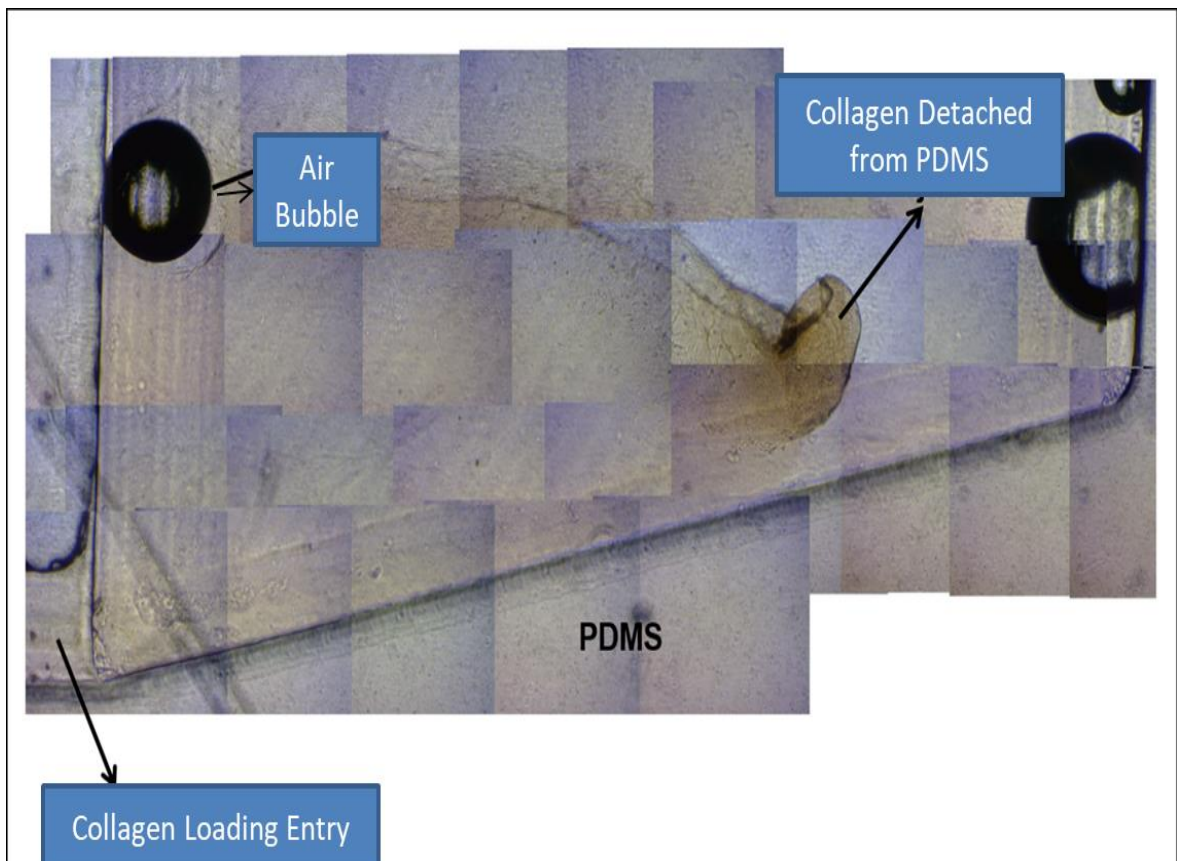 Air
Bubble
Collagen Detached
from PDMS
PDMS
Collagen Loading Entry